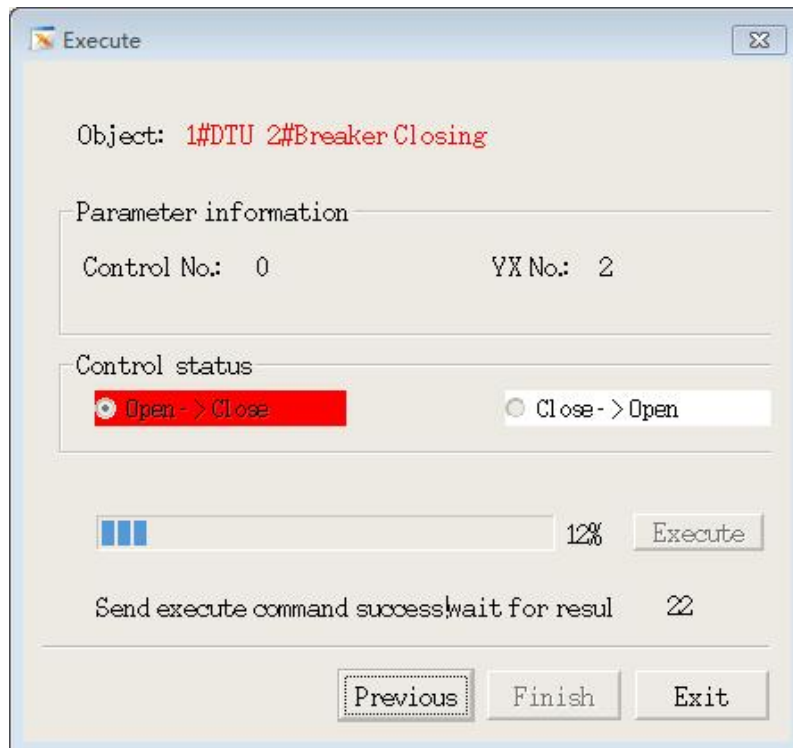 Execute
Object: 1#DTU 2#Breaker Closing
Parameter information
Control No.: 0 YX No.: 2
Control status
Open->Close Close->Open
12% Execute
Send execute command success!wait for resul 22
Previous Finish Exit